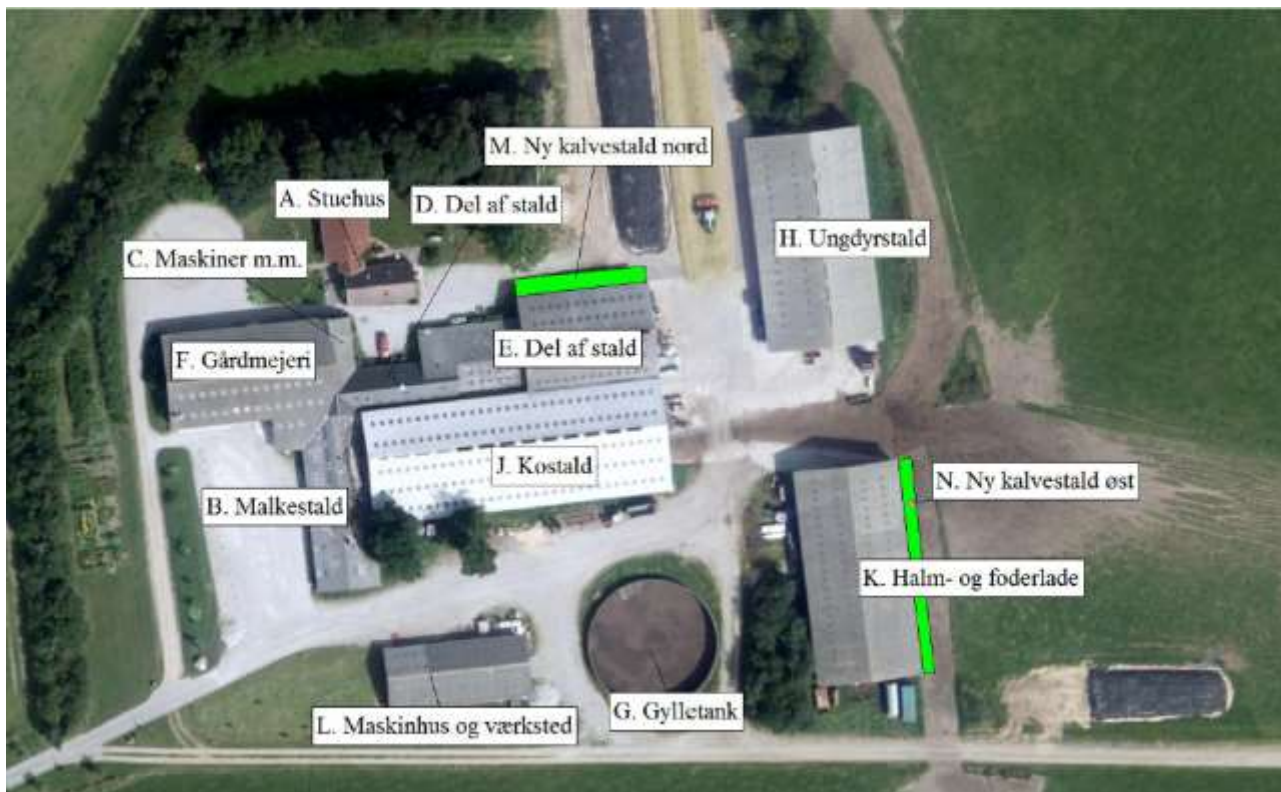 M. Ny kalvestald nord
A. Stuehus
D. Del af stald
C. Maskiner m.m.
H. Ungdyrstald
F. Gårdmejeri
E. Del af stald
J. Kostald
N. Ny kalvestald øst
B. Malkestald
K. Halm- og foderlade
G. Gylletank
L. Maskinhus og værksted